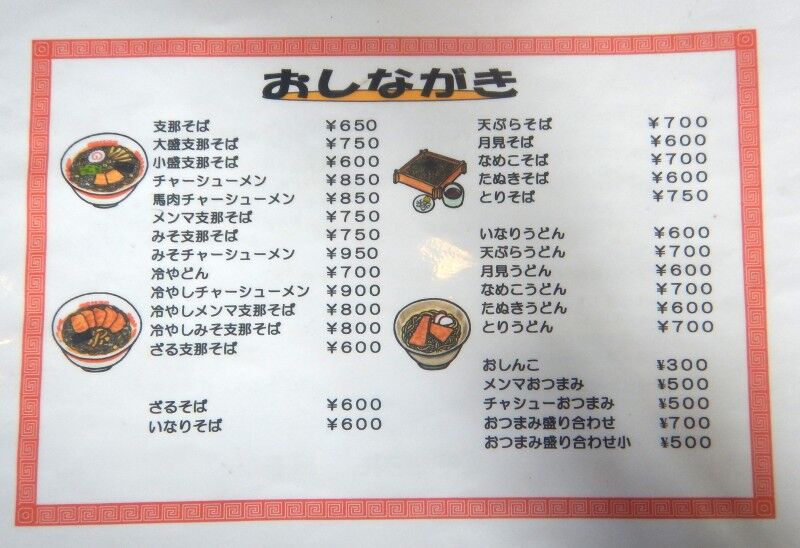 おしながき
支那そば ¥650
大盛支那そば ¥750
小盛支那そば ¥600
チャーシューメン ¥850
馬肉チャーシューメン ¥850
メンマ支那そば ¥750
みそ支那そば ¥750
みそチャーシューメン ¥950
冷やどん ¥700
冷やしチャーシューメン ¥900
冷やしメンマ支那そば ¥800
冷やしみそ支那そば ¥800
ざる支那そば ¥600
ざるそば ¥600
いなりそば ¥600
天ぷらそば ¥700
月見そば ¥600
なめこそば ¥700
たぬきそば ¥600
とりそば ¥750
いなりうどん ¥600
天ぷらうどん ¥700
月見うどん ¥600
なめこうどん ¥700
たぬきうどん ¥600
とりうどん ¥700
おしんこ ¥300
メンマおつまみ ¥500
チャシューおつまみ ¥500
おつまみ盛り合わせ ¥700
おつまみ盛り合わせ小 ¥500